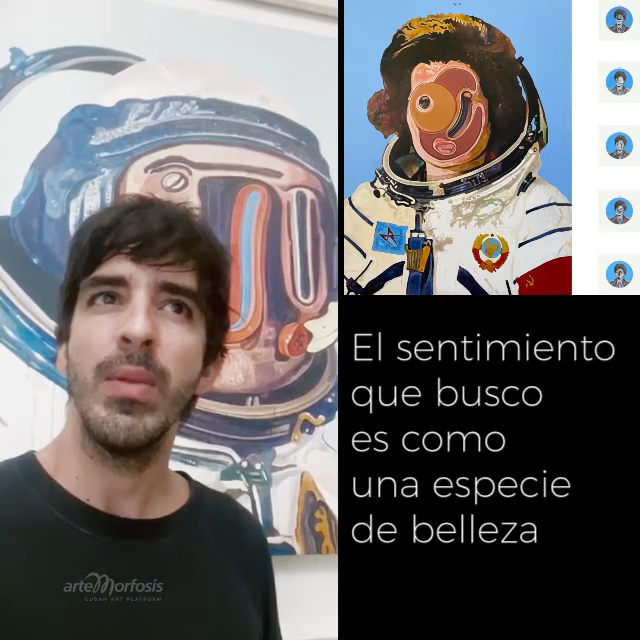 arteMorfosis
CUBAN ART PLATFORM
El sentimiento
que busco
es como
una especie
de belleza